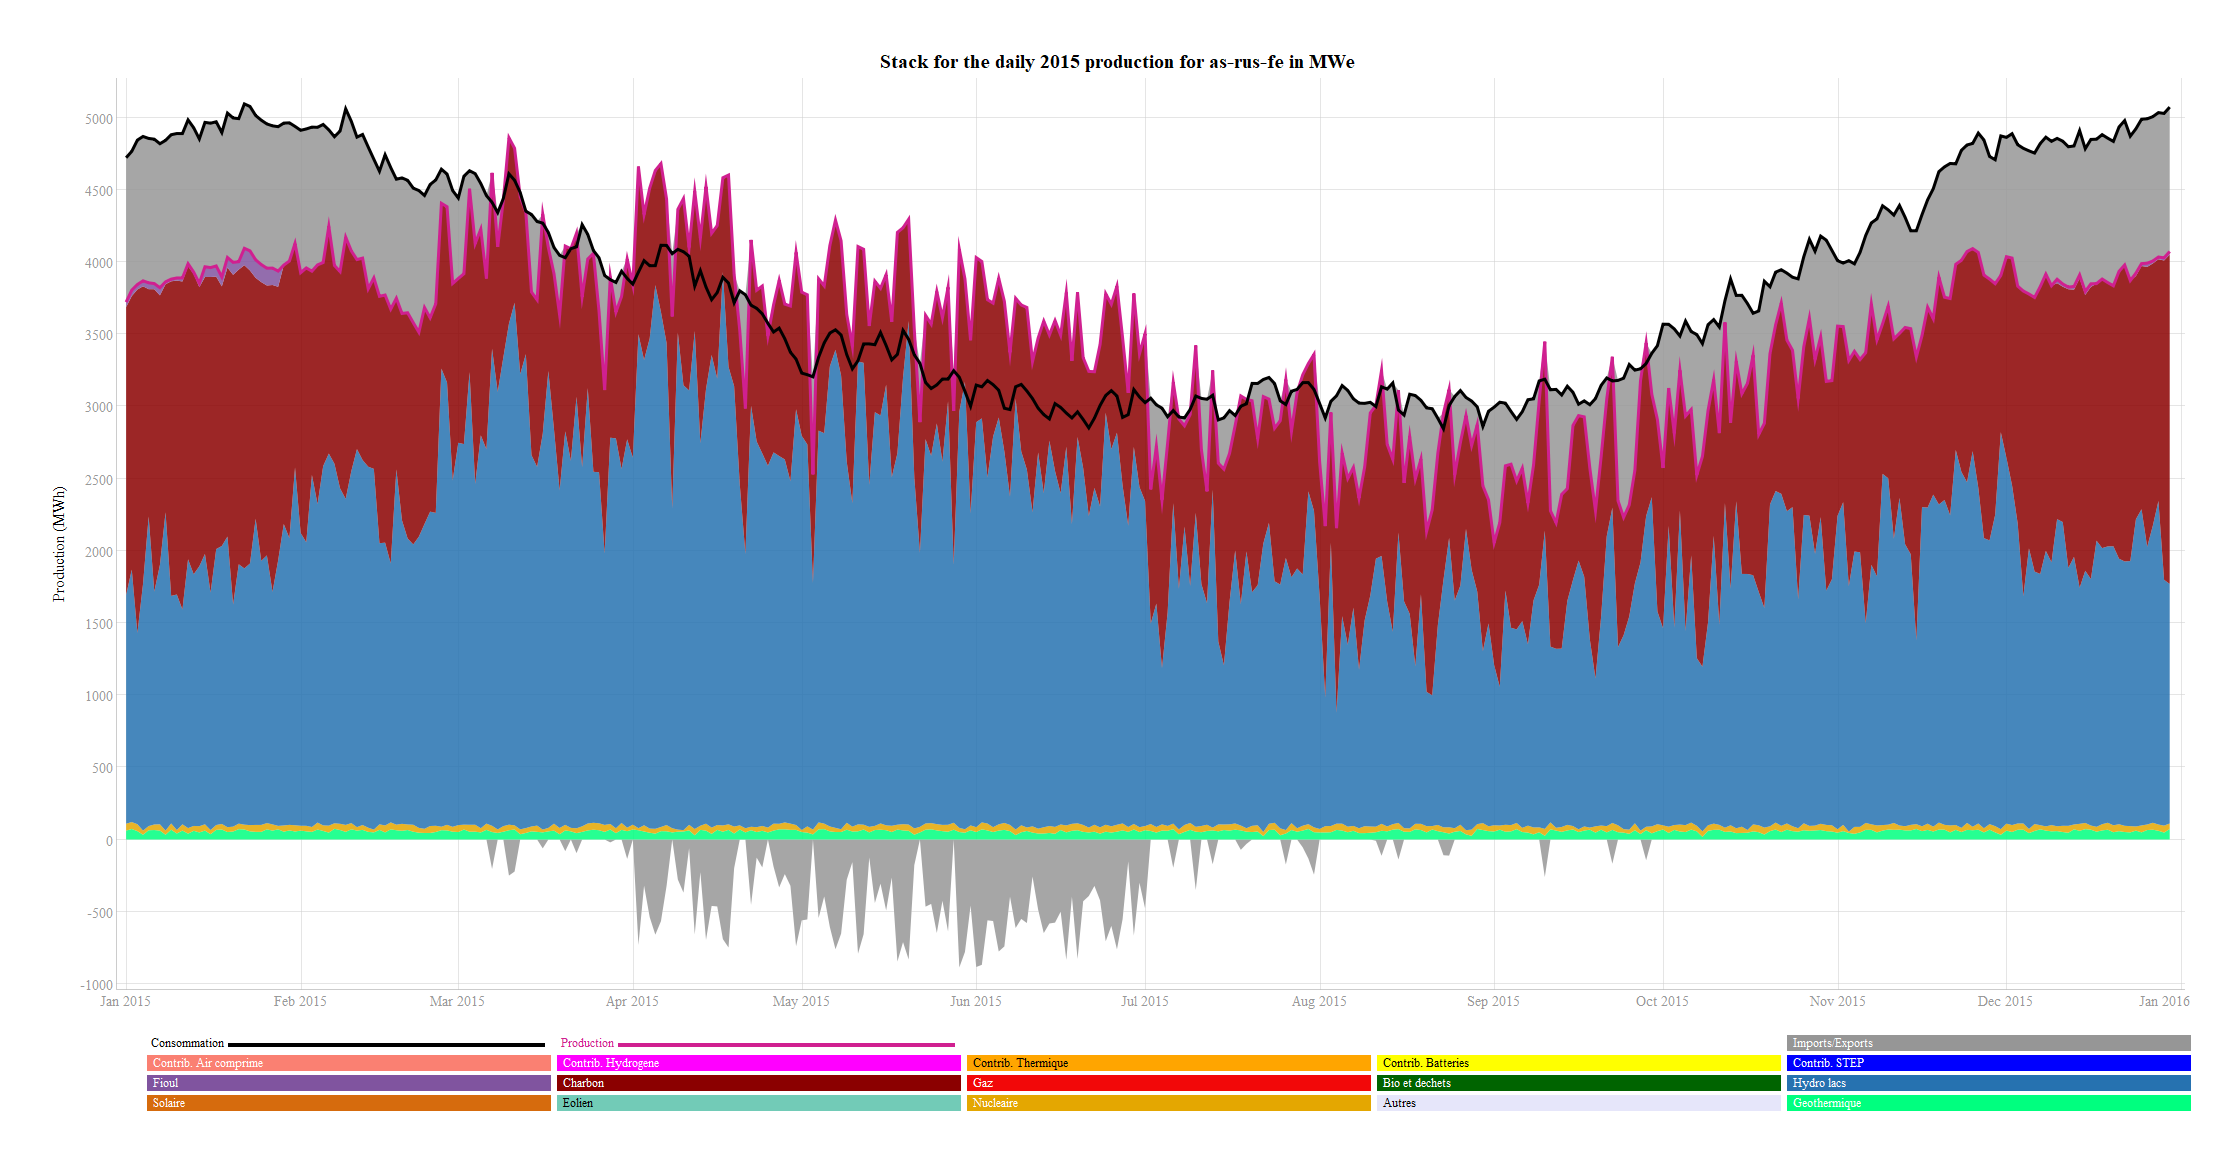 Stack for the daily 2015 production for as-rus-fe in MWe
Production (MWh)
5000
4500
4000
3500
3000
2500
2000
1500
1000
500
0
-500
-1000
Jan 2015 Feb 2015 Mar 2015 Apr 2015 May 2015 Jun 2015 Jul 2015 Aug 2015 Sep 2015 Oct 2015 Nov 2015 Dec 2015 Jan 2016
Consommation Production Imports/Exports
Contrib. Air comprime Contrib. Hydrogene Contrib. Thermique Contrib. Batteries Contrib. STEP
Fioul Charbon Gaz Bio et dechets Hydro lacs
Solaire Eolien Nucleaire Autres Geothermique